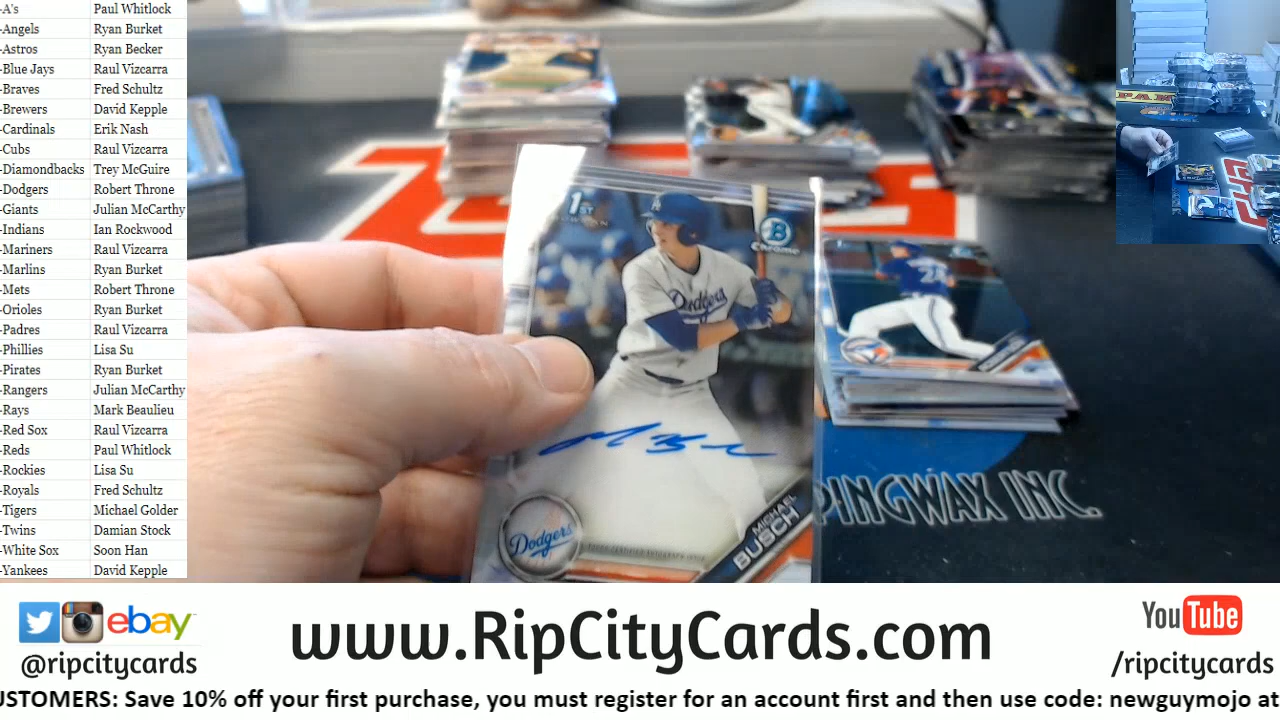 -A's Paul Whitlock
-Angels Ryan Burket
-Astros Ryan Becker
-Blue Jays Raul Vizcarra
-Braves Fred Schultz
-Brewers David Kepple
-Cardinals Erik Nash
-Cubs Raul Vizcarra
-Diamondbacks Trey McGuire
-Dodgers Robert Throne
-Giants Julian McCarthy
-Indians Ian Rockwood
-Mariners Raul Vizcarra
-Marlins Ryan Burket
-Mets Robert Throne
-Orioles Ryan Burket
-Padres Raul Vizcarra
-Phillies Lisa Su
-Pirates Ryan Burket
-Rangers Julian McCarthy
-Rays Mark Beaulieu
-Red Sox Raul Vizcarra
-Reds Paul Whitlock
-Rockies Lisa Su
-Royals Fred Schultz
-Tigers Michael Golder
-Twins Damian Stock
-White Sox Soon Han
-Yankees David Kepple
1ST
BOWMAN
B
Chrome
Dodgers
Dodgers
MICHAEL
BUSCH
25
PINGWAX INC.
ebay
@ripcitycards
www.RipCityCards.com
YouTube
/ripcitycards
USTOMERS: Save 10% off your first purchase, you must register for an account first and then use code: newguymojo at